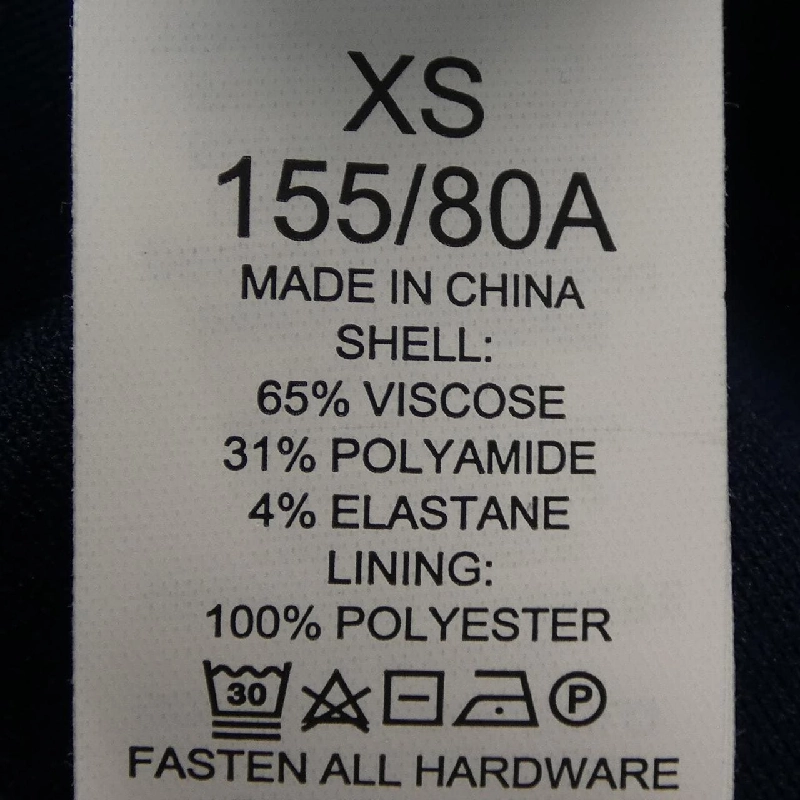 XS
155/80A
MADE IN CHINA
SHELL:
65% VISCOSE
31% POLYAMIDE
4% ELASTANE
LINING:
100% POLYESTER
30 P
FASTEN ALL HARDWARE